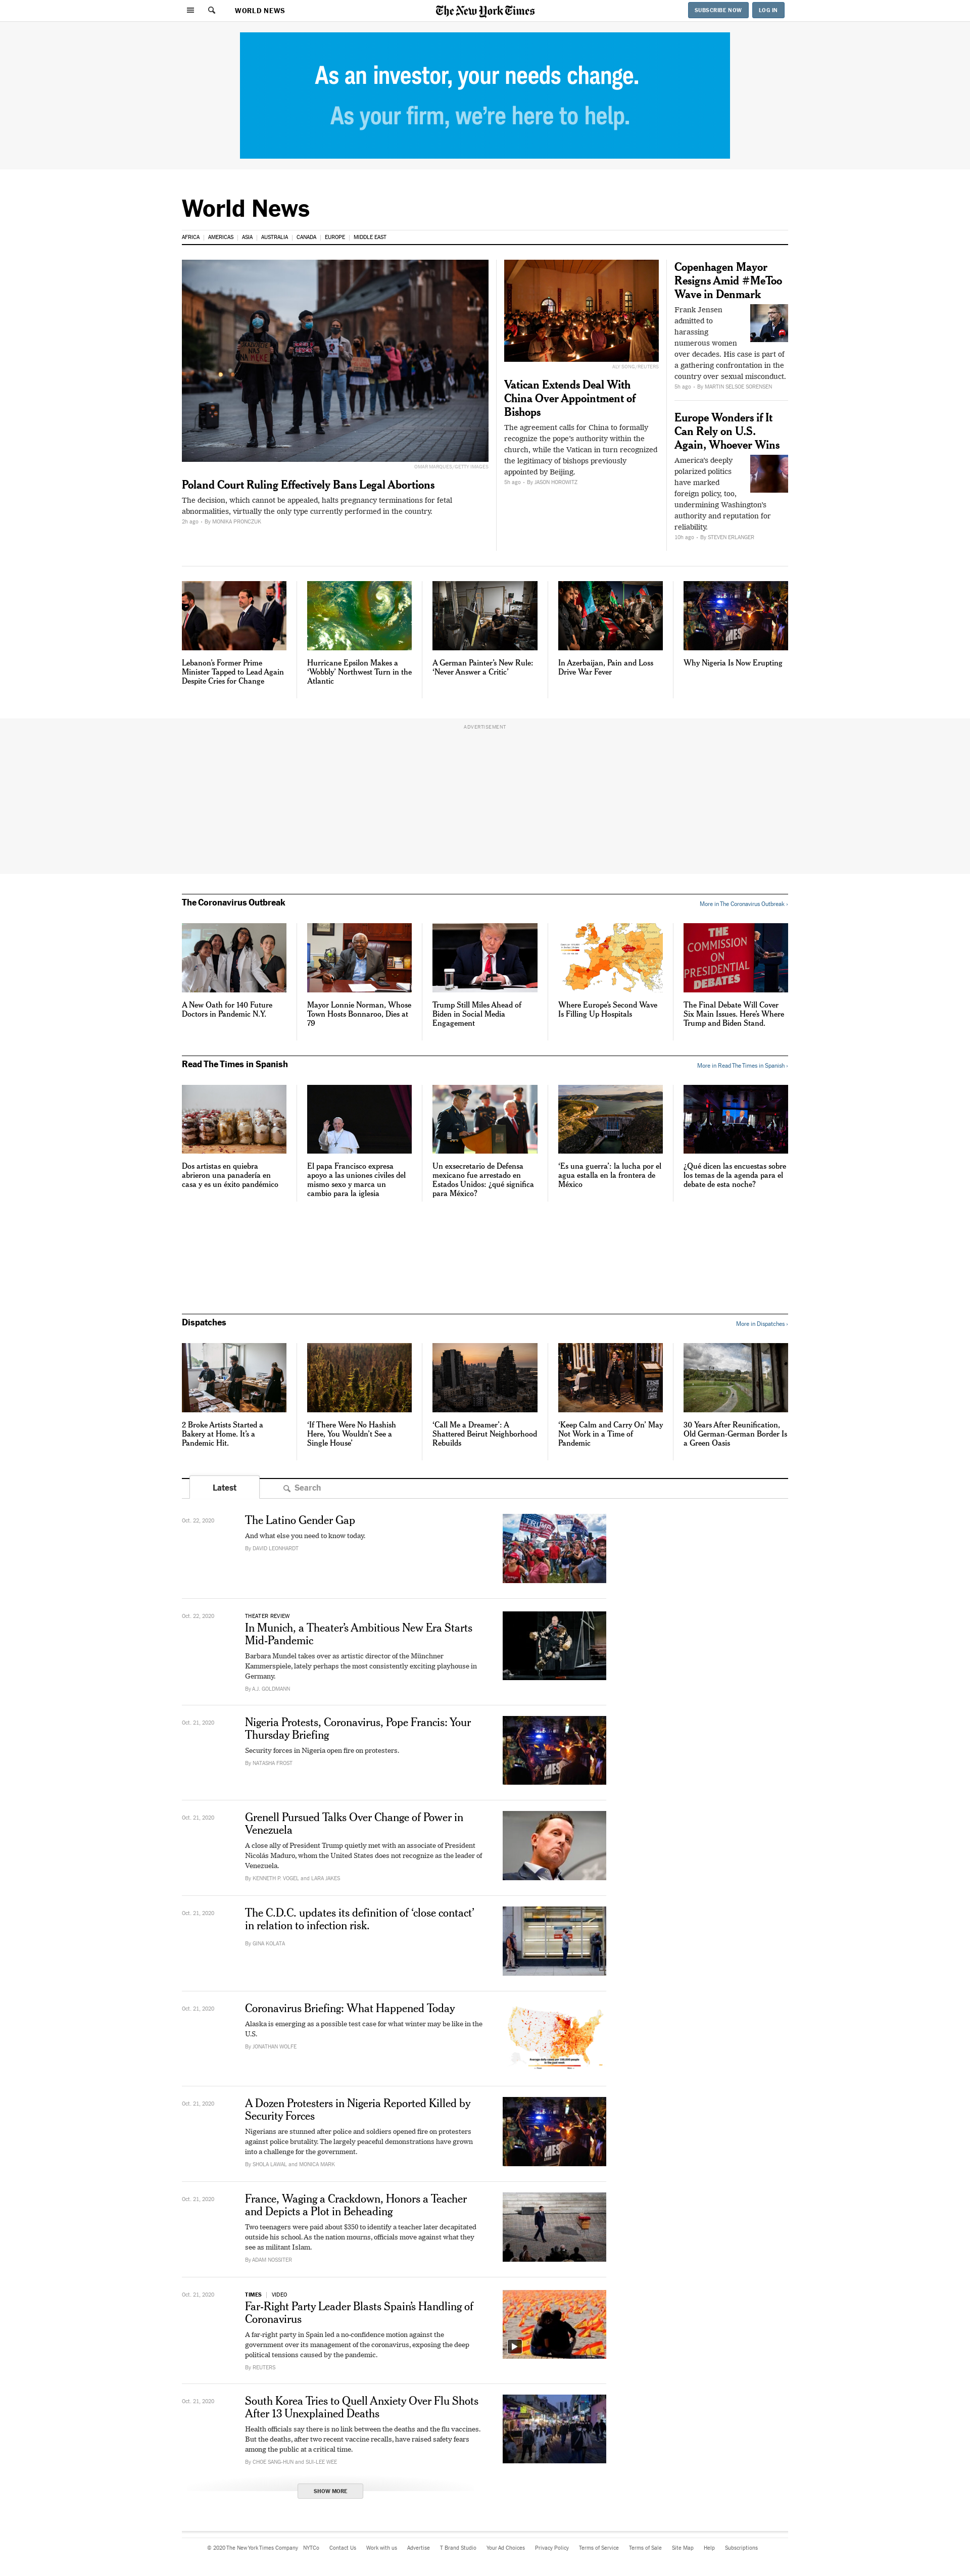 WORLD NEWS
The New York Times
SUBSCRIBE NOW
LOG IN
As an investor, your needs change.
As your firm, we're here to help.
World News
AFRICA
AMERICAS
ASIA
AUSTRALIA
CANADA
EUROPE
MIDDLE EAST
OMAR MARQUES/GETTY IMAGES
Poland Court Ruling Effectively Bans Legal Abortions
The decision, which cannot be appealed, halts pregnancy terminations for fetal
abnormalities, virtually the only type currently performed in the country.
2h ago – By MONIKA PRONCZUK
ALY SONG/REUTERS
Vatican Extends Deal With
China Over Appointment of
Bishops
The agreement calls for China to formally
recognize the pope's authority within the
church, while the Vatican in turn recognized
the legitimacy of bishops previously
appointed by Beijing.
5h ago – By JASON HOROWITZ
Copenhagen Mayor
Resigns Amid #MeToo
Wave in Denmark
Frank Jensen
admitted to
harassing
numerous women
over decades. His case is part of
a gathering confrontation in the
country over sexual misconduct.
5h ago – By MARTIN SELSOE SORENSEN
Europe Wonders if It
Can Rely on U.S.
Again, Whoever Wins
America's deeply
polarized politics
have marked
foreign policy, too,
undermining Washington's
authority and reputation for
reliability.
10h ago – By STEVEN ERLANGER
Lebanon's Former Prime
Minister Tapped to Lead Again
Despite Cries for Change
Hurricane Epsilon Makes a
'Wobbly' Northwest Turn in the
Atlantic
A German Painter's New Rule:
'Never Answer a Critic'
In Azerbaijan, Pain and Loss
Drive War Fever
Why Nigeria Is Now Erupting
ADVERTISEMENT
The Coronavirus Outbreak
More in The Coronavirus Outbreak ›
THE
COMMISSION
ON
PRESIDENTIAL
DEBATES
A New Oath for 140 Future
Doctors in Pandemic N.Y.
Mayor Lonnie Norman, Whose
Town Hosts Bonnaroo, Dies at
79
Trump Still Miles Ahead of
Biden in Social Media
Engagement
Where Europe's Second Wave
Is Filling Up Hospitals
The Final Debate Will Cover
Six Main Issues. Here's Where
Trump and Biden Stand.
Read The Times in Spanish
More in Read The Times in Spanish ›
Dos artistas en quiebra
abrieron una panadería en
casa y es un éxito pandémico
El papa Francisco expresa
apoyo a las uniones civiles del
mismo sexo y marca un
cambio para la iglesia
Un exsecretario de Defensa
mexicano fue arrestado en
Estados Unidos: ¿qué significa
para México?
'Es una guerra': la lucha por el
agua estalla en la frontera de
México
¿Qué dicen las encuestas sobre
los temas de la agenda para el
debate de esta noche?
Dispatches
More in Dispatches ›
2 Broke Artists Started a
Bakery at Home. It's a
Pandemic Hit.
'If There Were No Hashish
Here, You Wouldn't See a
Single House'
'Call Me a Dreamer': A
Shattered Beirut Neighborhood
Rebuilds
'Keep Calm and Carry On' May
Not Work in a Time of
Pandemic
30 Years After Reunification,
Old German-German Border Is
a Green Oasis
Latest
Search
Oct. 22, 2020
The Latino Gender Gap
And what else you need to know today.
By DAVID LEONHARDT
Oct. 22, 2020
THEATER REVIEW
In Munich, a Theater's Ambitious New Era Starts
Mid-Pandemic
Barbara Mundel takes over as artistic director of the Münchner
Kammerspiele, lately perhaps the most consistently exciting playhouse in
Germany.
By A.J. GOLDMANN
Oct. 21, 2020
Nigeria Protests, Coronavirus, Pope Francis: Your
Thursday Briefing
Security forces in Nigeria open fire on protesters.
By NATASHA FROST
Oct. 21, 2020
Grenell Pursued Talks Over Change of Power in
Venezuela
A close ally of President Trump quietly met with an associate of President
Nicolás Maduro, whom the United States does not recognize as the leader of
Venezuela.
By KENNETH P. VOGEL and LARA JAKES
Oct. 21, 2020
The C.D.C. updates its definition of 'close contact'
in relation to infection risk.
By GINA KOLATA
Oct. 21, 2020
Coronavirus Briefing: What Happened Today
Alaska is emerging as a possible test case for what winter may be like in the
U.S.
By JONATHAN WOLFE
Oct. 21, 2020
A Dozen Protesters in Nigeria Reported Killed by
Security Forces
Nigerians are stunned after police and soldiers opened fire on protesters
against police brutality. The largely peaceful demonstrations have grown
into a challenge for the government.
By SHOLA LAWAL and MONICA MARK
Oct. 21, 2020
France, Waging a Crackdown, Honors a Teacher
and Depicts a Plot in Beheading
Two teenagers were paid about $350 to identify a teacher later decapitated
outside his school. As the nation mourns, officials move against what they
see as militant Islam.
By ADAM NOSSITER
Oct. 21, 2020
TIMES | VIDEO
Far-Right Party Leader Blasts Spain's Handling of
Coronavirus
A far-right party in Spain led a no-confidence motion against the
government over its management of the coronavirus, exposing the deep
political tensions caused by the pandemic.
By REUTERS
Oct. 21, 2020
South Korea Tries to Quell Anxiety Over Flu Shots
After 13 Unexplained Deaths
Health officials say there is no link between the deaths and the flu vaccines.
But the deaths, after two recent vaccine recalls, have raised safety fears
among the public at a critical time.
By CHOE SANG-HUN and SUI-LEE WEE
SHOW MORE
© 2020 The New York Times Company
NYTCo
Contact Us
Work with us
Advertise
T Brand Studio
Your Ad Choices
Privacy Policy
Terms of Service
Terms of Sale
Site Map
Help
Subscriptions